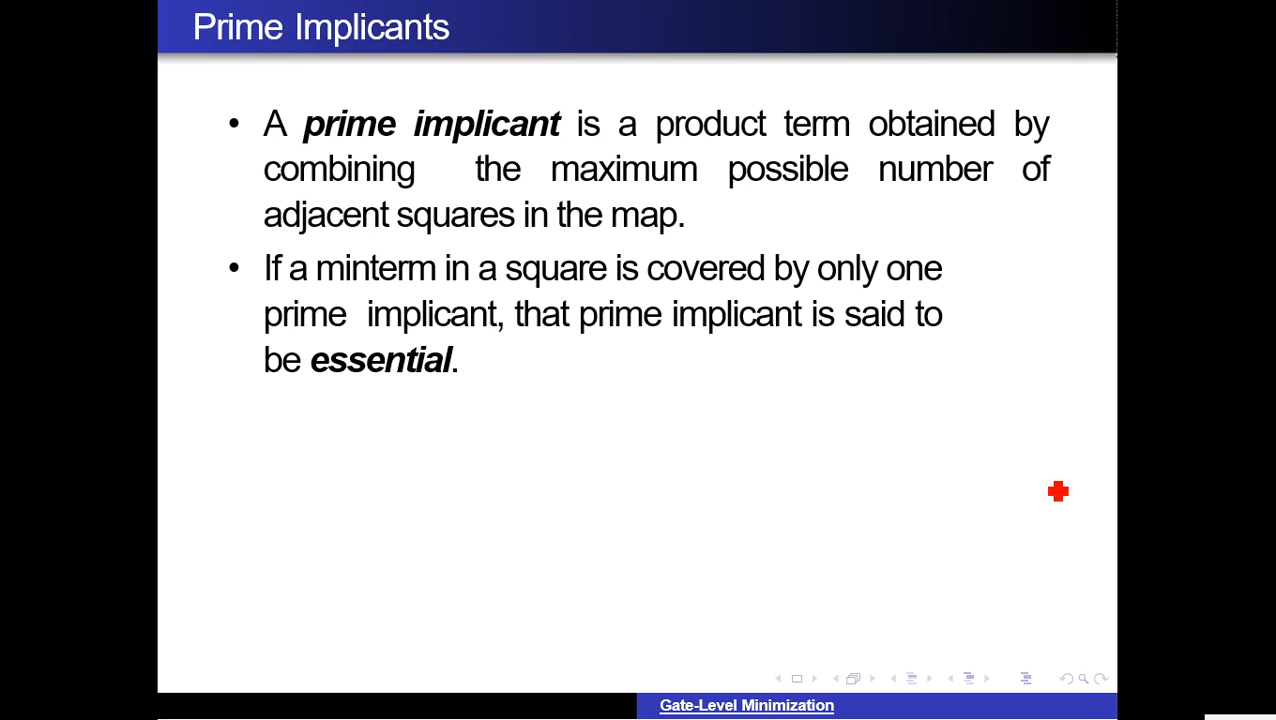 Prime Implicants
• A prime implicant is a product term obtained by
combining the maximum possible number of
adjacent squares in the map.
• If a minterm in a square is covered by only one
prime implicant, that prime implicant is said to
be essential.
Gate-Level Minimization